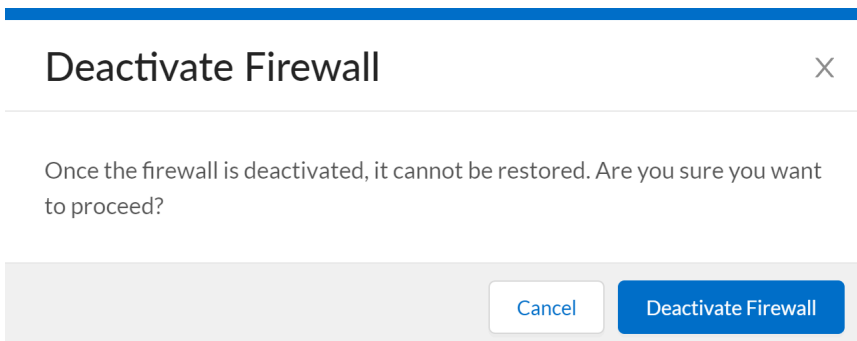 Deactivate Firewall
X
Once the firewall is deactivated, it cannot be restored. Are you sure you want
to proceed?
Cancel
Deactivate Firewall